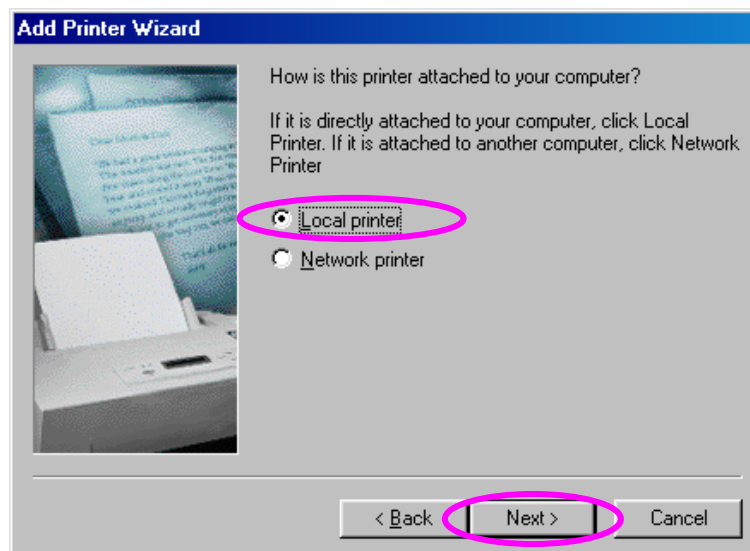 Add Printer Wizard
How is this printer attached to your computer?
If it is directly attached to your computer, click Local
Printer. If it is attached to another computer, click Network
Printer
Local printer
Network printer
< Back
Next >
Cancel